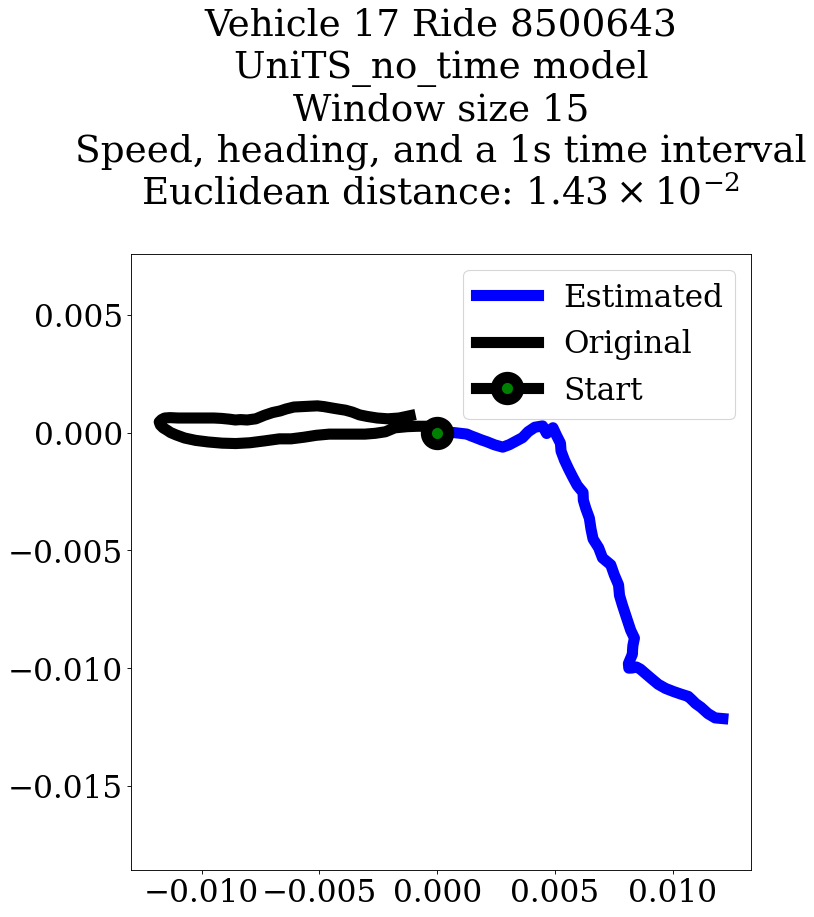 Vehicle 17 Ride 8500643
UniTS_no_time model
Window size 15
Speed, heading, and a 1s time interval
Euclidean distance: 1.43 × 10⁻²
Estimated
Original
Start
0.005
0.000
−0.005
−0.010
−0.015
−0.010 −0.005 0.000 0.005 0.010